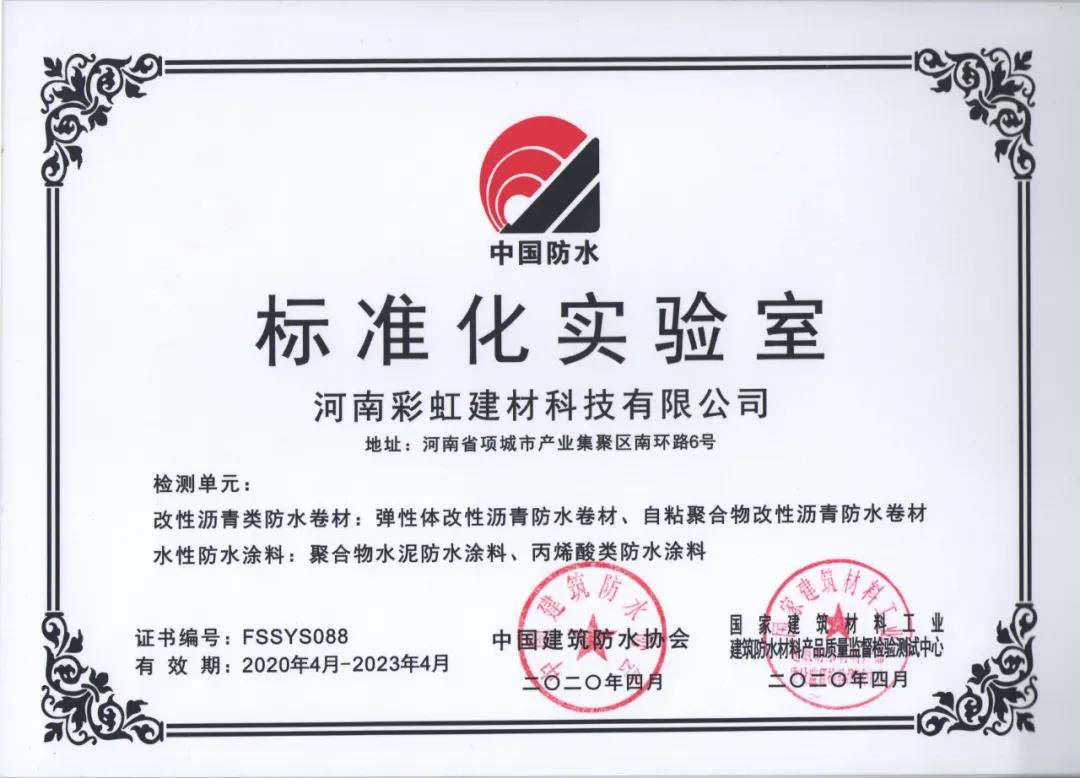 中国防水
标准化实验室
河南彩虹建材科技有限公司
地址：河南省项城市产业集聚区南环路6号
检测单元：
改性沥青类防水卷材：弹性体改性沥青防水卷材、自粘聚合物改性沥青防水卷材
水性防水涂料：聚合物水泥防水涂料、丙烯酸类防水涂料
证书编号：FSSYS088
有效期：2020年4月-2023年4月
中国建筑防水协会
二〇二〇年四月
国家建筑材料工业
建筑防水材料产品质量监督检验测试中心
二〇二〇年四月